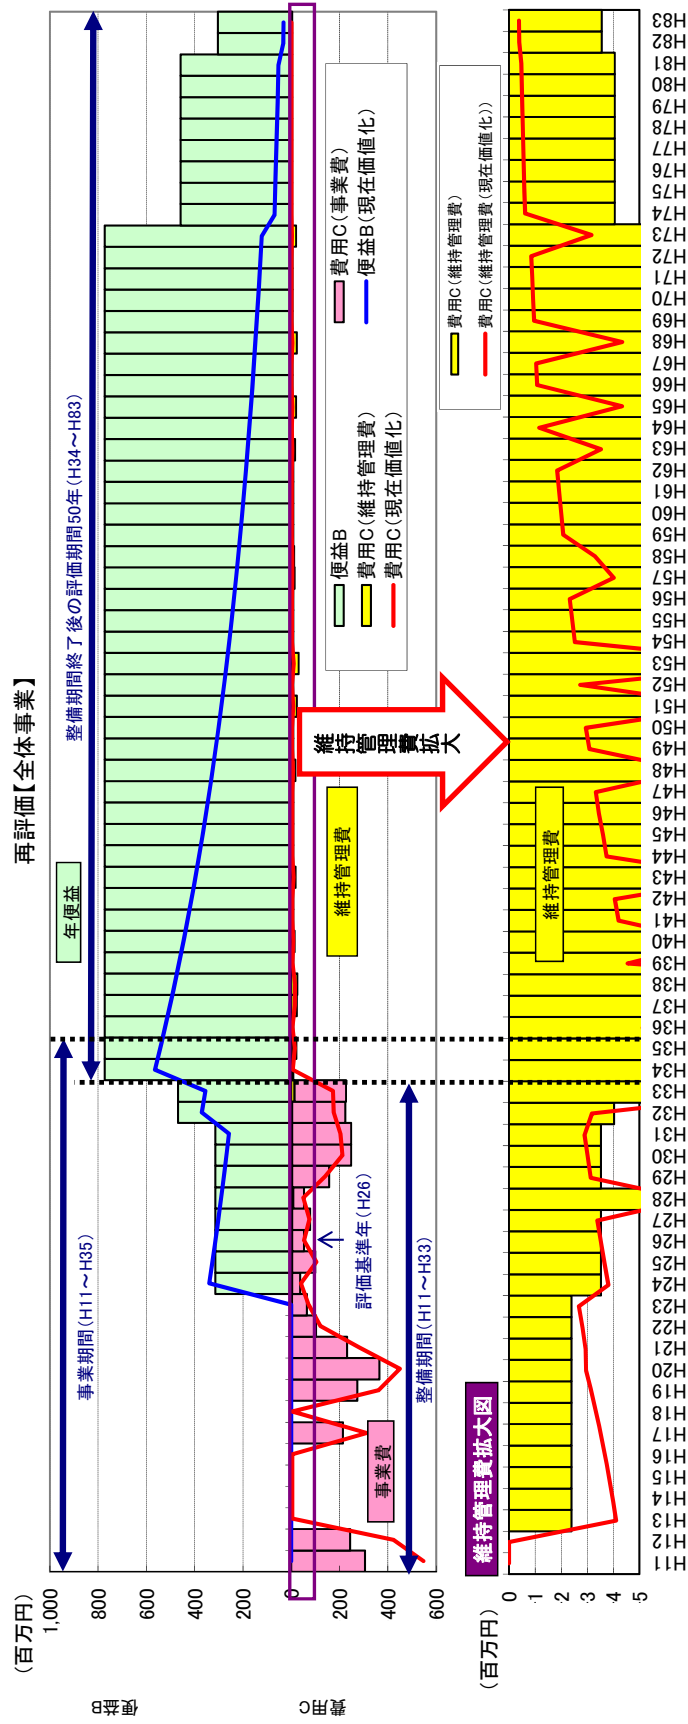 再評価【全体事業】
(百万円)
1,000
800
600
400
200
0
200
400
600
便益B
費用C
事業期間(H11～H35)
整備期間終了後の評価期間50年(H34～H83)
年便益
維持管理費
事業費
評価基準年(H26)
整備期間(H11～H33)
便益B
費用C(事業費)
費用C(維持管理費)
便益B(現在価値化)
費用C(現在価値化)
維持管理費拡大
維持管理費拡大図
(百万円)
0
-1
-2
-3
-4
-5
維持管理費
費用C(維持管理費)
費用C(維持管理費(現在価値化))
H11
H12
H13
H14
H15
H16
H17
H18
H19
H20
H21
H22
H23
H24
H25
H26
H27
H28
H29
H30
H31
H32
H33
H34
H35
H36
H37
H38
H39
H40
H41
H42
H43
H44
H45
H46
H47
H48
H49
H50
H51
H52
H53
H54
H55
H56
H57
H58
H59
H60
H61
H62
H63
H64
H65
H66
H67
H68
H69
H70
H71
H72
H73
H74
H75
H76
H77
H78
H79
H80
H81
H82
H83